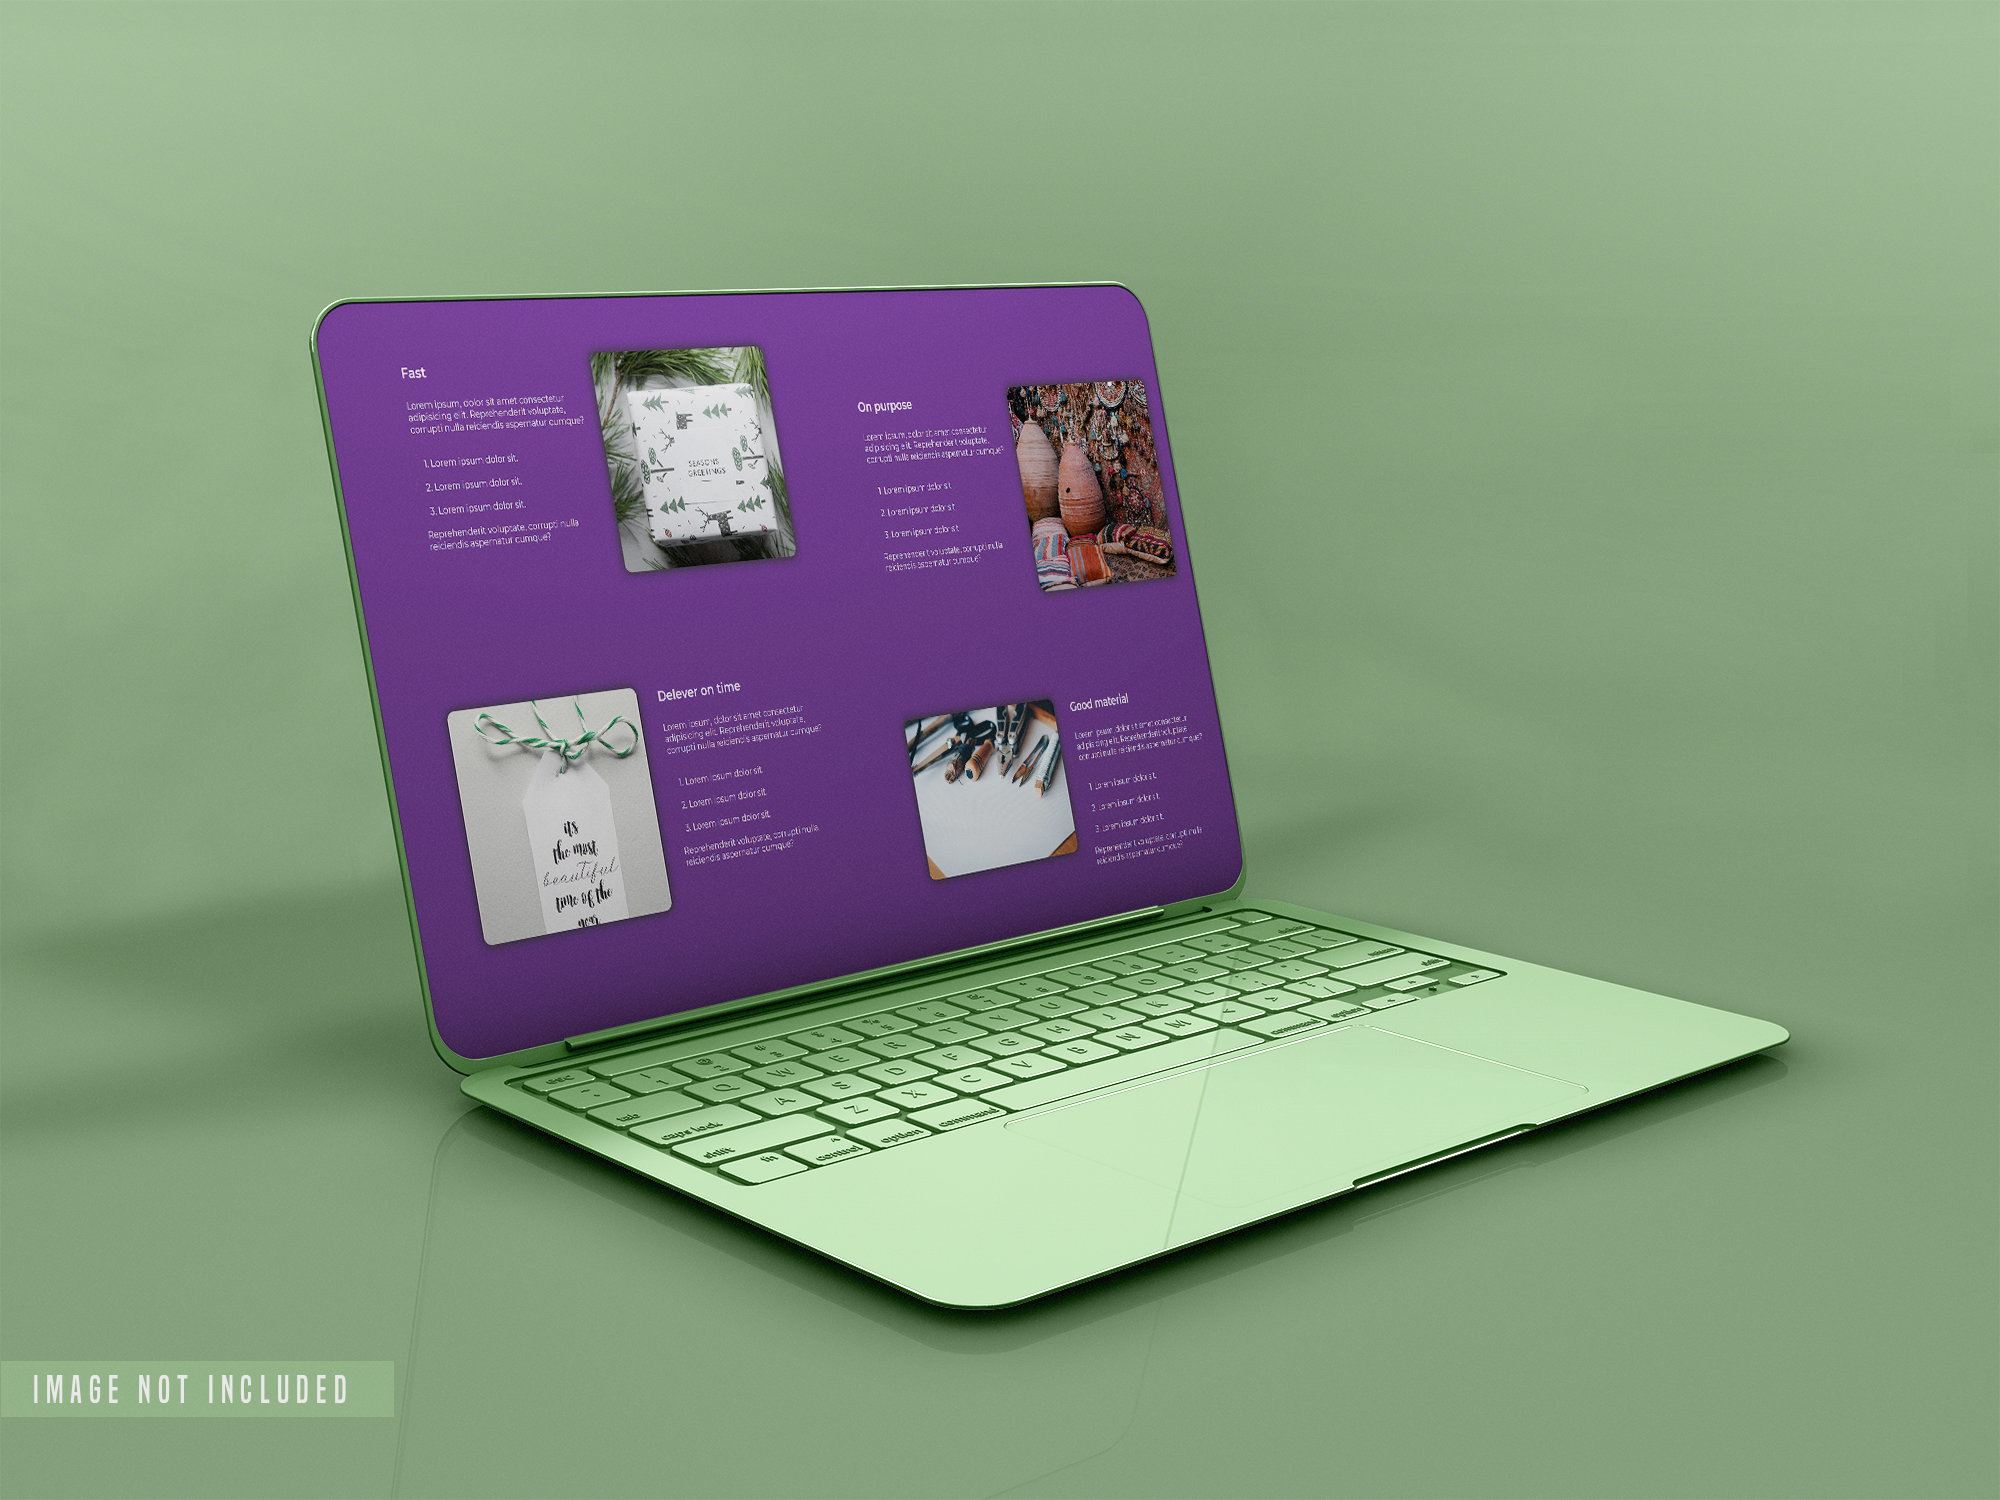 Fast
Lorem ipsum, dolor sit amet consectetur
adipisicing elit. Reprehenderit voluptate,
corrupti nulla reiciendis aspernatur cumque?
1. Lorem ipsum dolor sit.
2. Lorem ipsum dolor sit.
3. Lorem ipsum dolor sit.
Reprehenderit voluptate, corrupti nulla
reiciendis aspernatur cumque?
SEASONS
GREETINGS
On purpose
Lorem ipsum, dolor sit amet consectetur
adipisicing elit. Reprehenderit voluptate,
corrupti nulla reiciendis aspernatur cumque?
1. Lorem ipsum dolor sit.
2. Lorem ipsum dolor sit.
3. Lorem ipsum dolor sit.
Reprehenderit voluptate, corrupti nulla
reiciendis aspernatur cumque?
it's
the most
beautiful
time of the
year
Delever on time
Lorem ipsum, dolor sit amet consectetur
adipisicing elit. Reprehenderit voluptate,
corrupti nulla reiciendis aspernatur cumque?
1. Lorem ipsum dolor sit.
2. Lorem ipsum dolor sit.
3. Lorem ipsum dolor sit.
Reprehenderit voluptate, corrupti nulla
reiciendis aspernatur cumque?
Good material
Lorem ipsum, dolor sit amet consectetur
adipisicing elit. Reprehenderit voluptate,
corrupti nulla reiciendis aspernatur cumque?
1. Lorem ipsum dolor sit.
2. Lorem ipsum dolor sit.
3. Lorem ipsum dolor sit.
Reprehenderit voluptate, corrupti nulla
reiciendis aspernatur cumque?
esc
1 2 3 4
tab Q W E R T Y U I O P
caps lock A S D F G H J K L
shift Z X C V B N M
fn control option command command option
IMAGE NOT INCLUDED